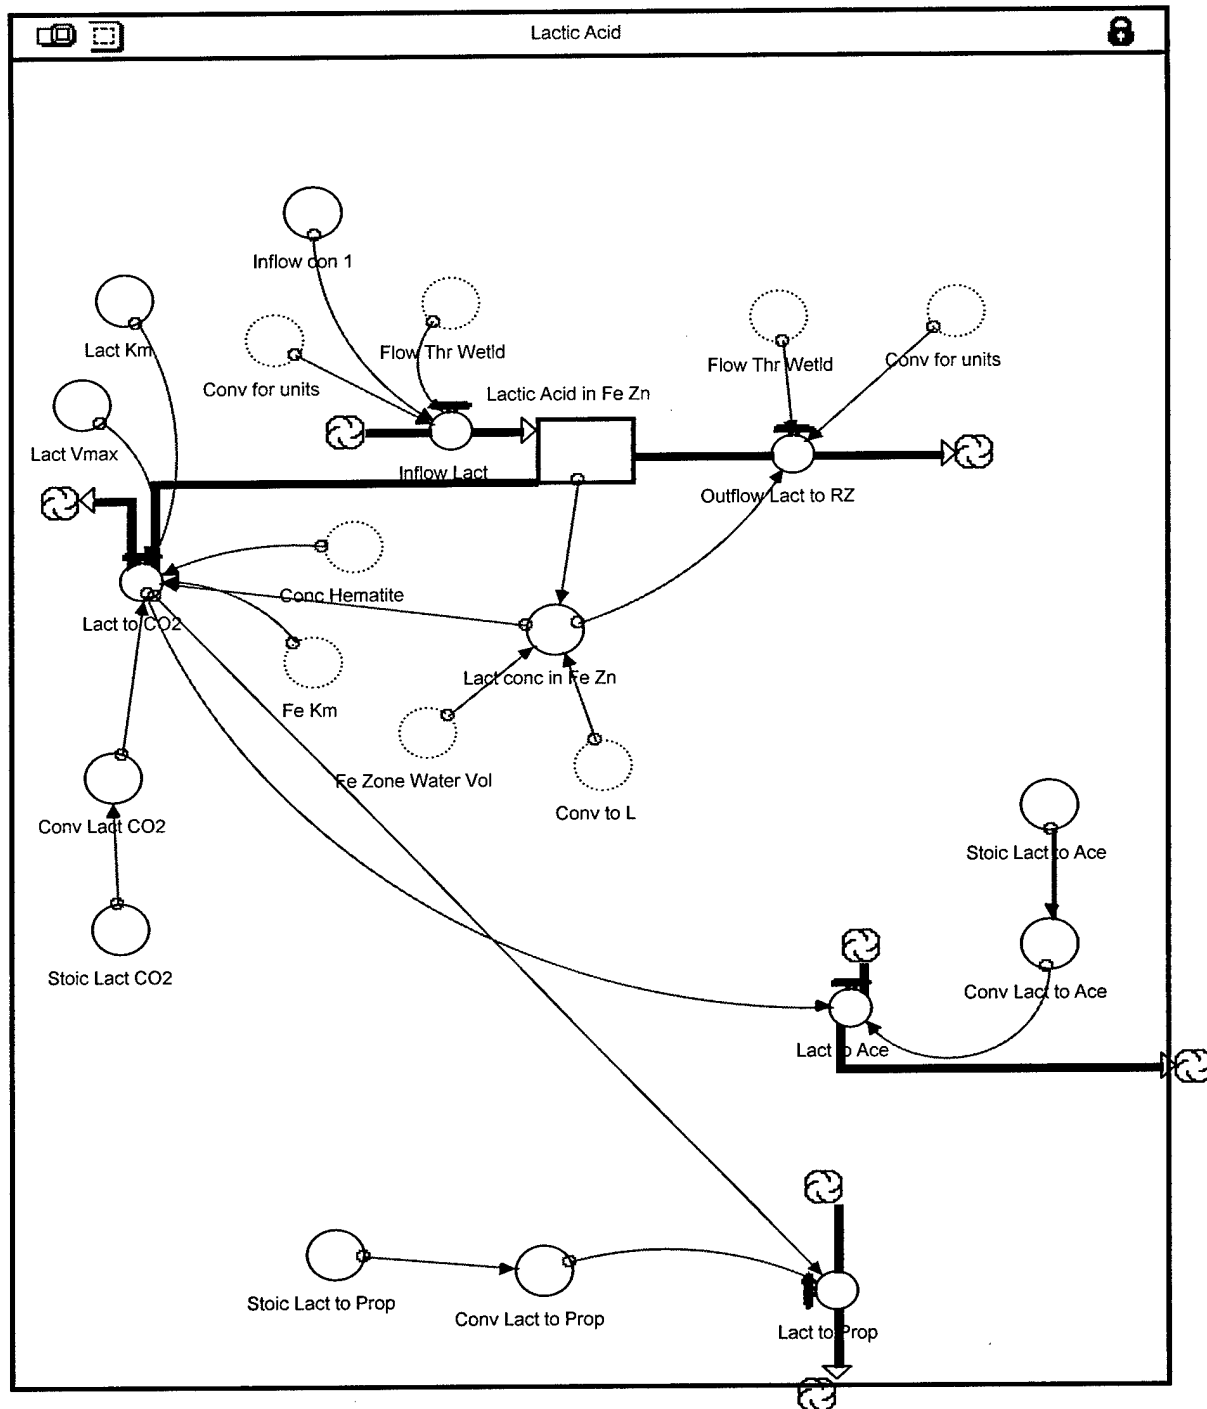 Lactic Acid
Inflow con 1
Lact Km
Flow Thr Wetld
Conv for units
Flow Thr Wetld
Conv for units
Lactic Acid in Fe Zn
Lact Vmax
Inflow Lact
Outflow Lact to RZ
Conc Hematite
Lact to CO2
Lact conc in Fe Zn
Fe Km
Fe Zone Water Vol
Conv to L
Conv Lact CO2
Stoic Lact to Ace
Stoic Lact CO2
Conv Lact to Ace
Lact to Ace
Stoic Lact to Prop
Conv Lact to Prop
Lact to Prop